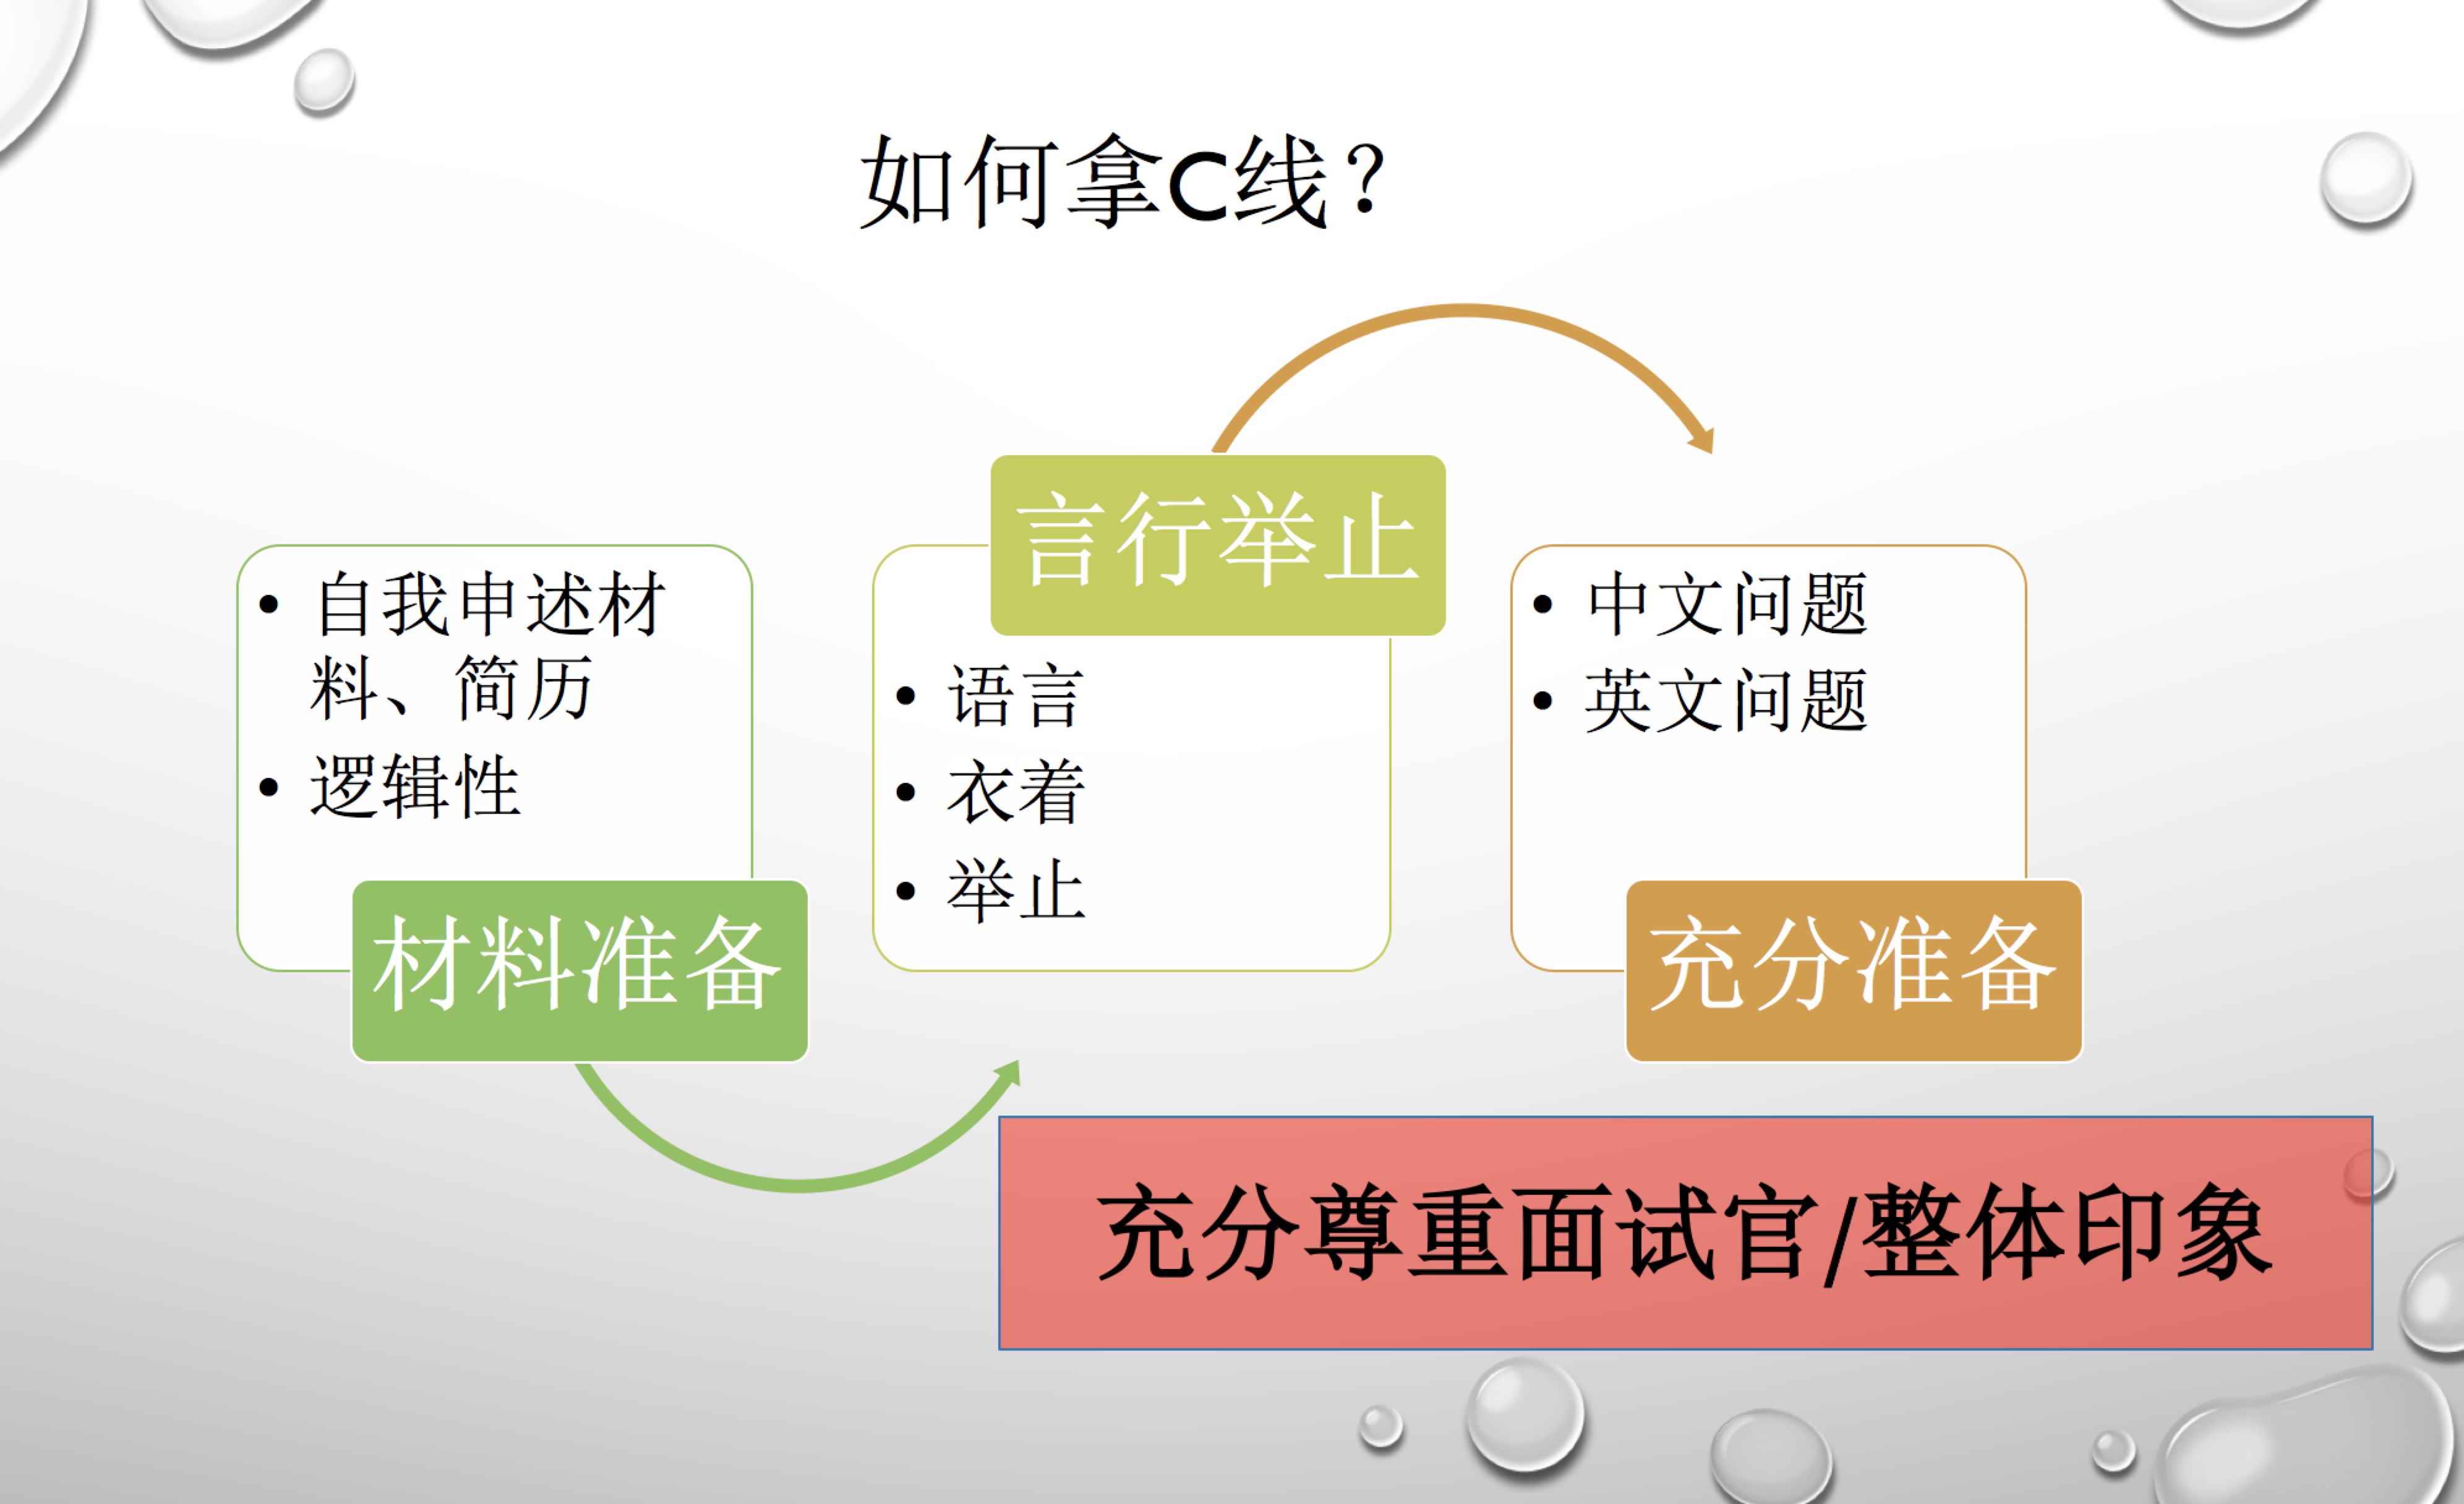 如何拿C线？
• 自我申述材
料、简历
• 逻辑性
材料准备
言行举止
• 语言
• 衣着
• 举止
• 中文问题
• 英文问题
充分准备
充分尊重面试官/整体印象